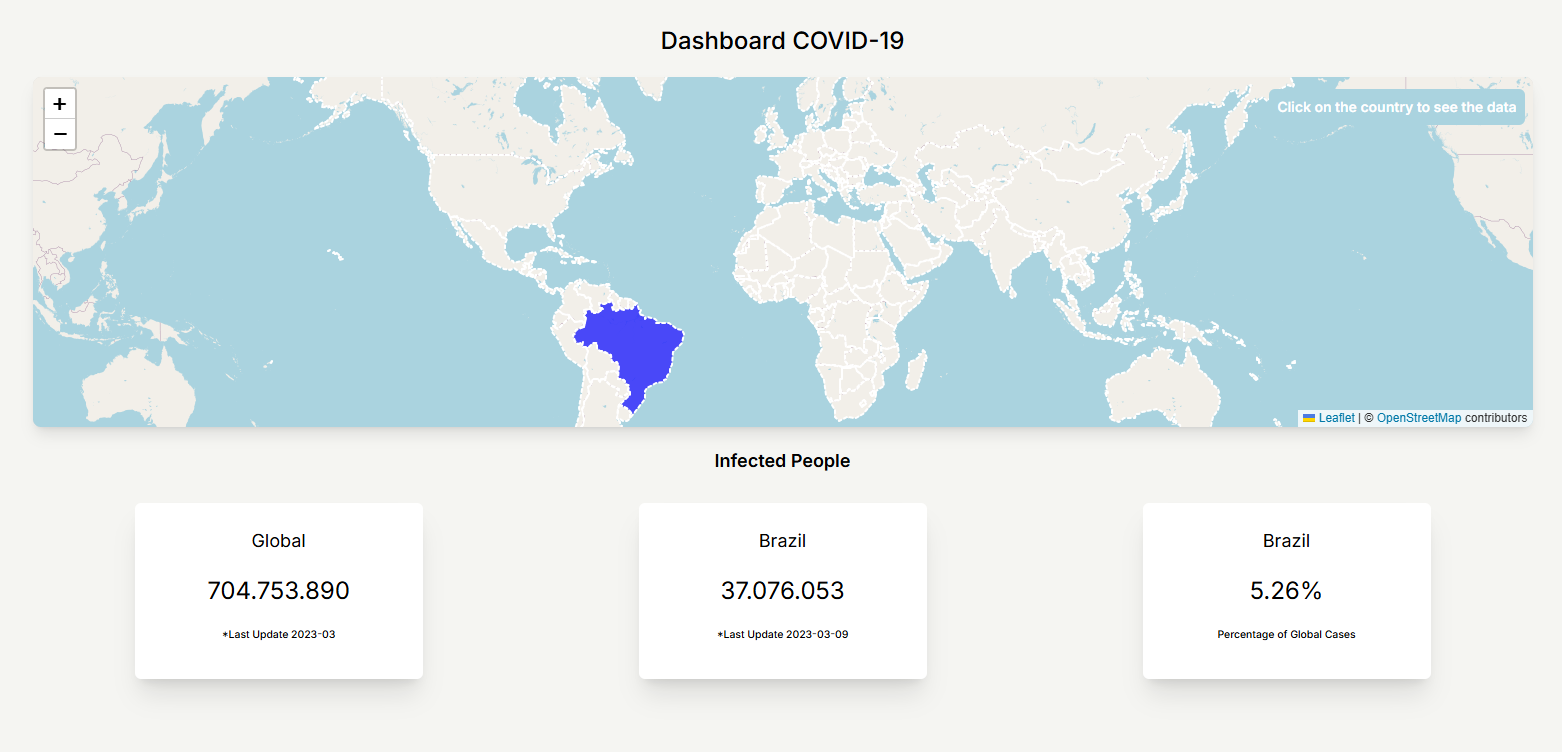 Dashboard COVID-19
+
−
Click on the country to see the data
Leaflet | © OpenStreetMap contributors
Infected People
Global
704.753.890
*Last Update 2023-03
Brazil
37.076.053
*Last Update 2023-03-09
Brazil
5.26%
Percentage of Global Cases